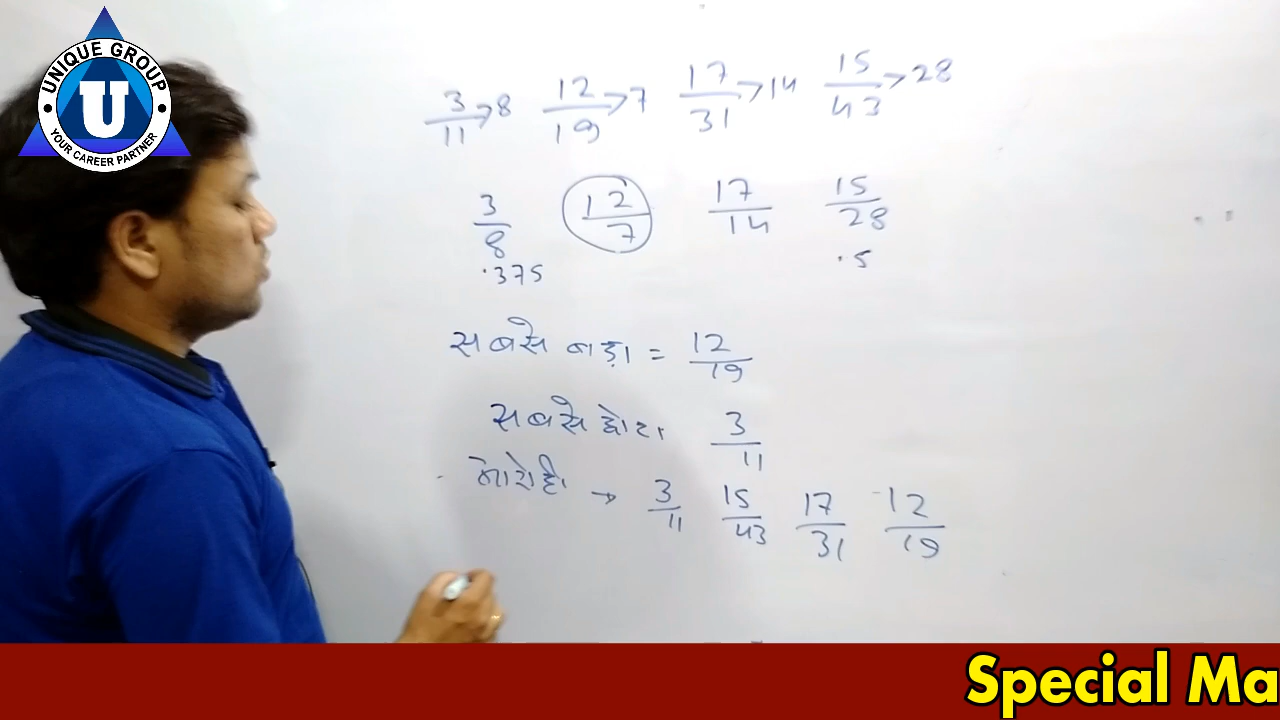 UNIQUE GROUP
U
YOUR CAREER PARTNER
3/11 > 8 12/19 > 7 17/31 > 14 15/43 > 28
3/8 12/7 17/14 15/28
.375 .5
सबसे बड़ा = 12/19
सबसे छोटा 3/11
→ 3/11 15/43 17/31 12/19
Special Ma